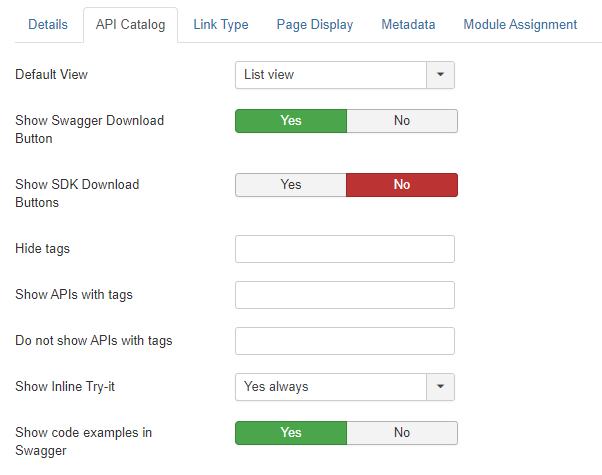 Details API Catalog Link Type Page Display Metadata Module Assignment
Default View List view
Show Swagger Download Yes No
Button
Show SDK Download Yes No
Buttons
Hide tags
Show APIs with tags
Do not show APIs with tags
Show Inline Try-it Yes always
Show code examples in Yes No
Swagger